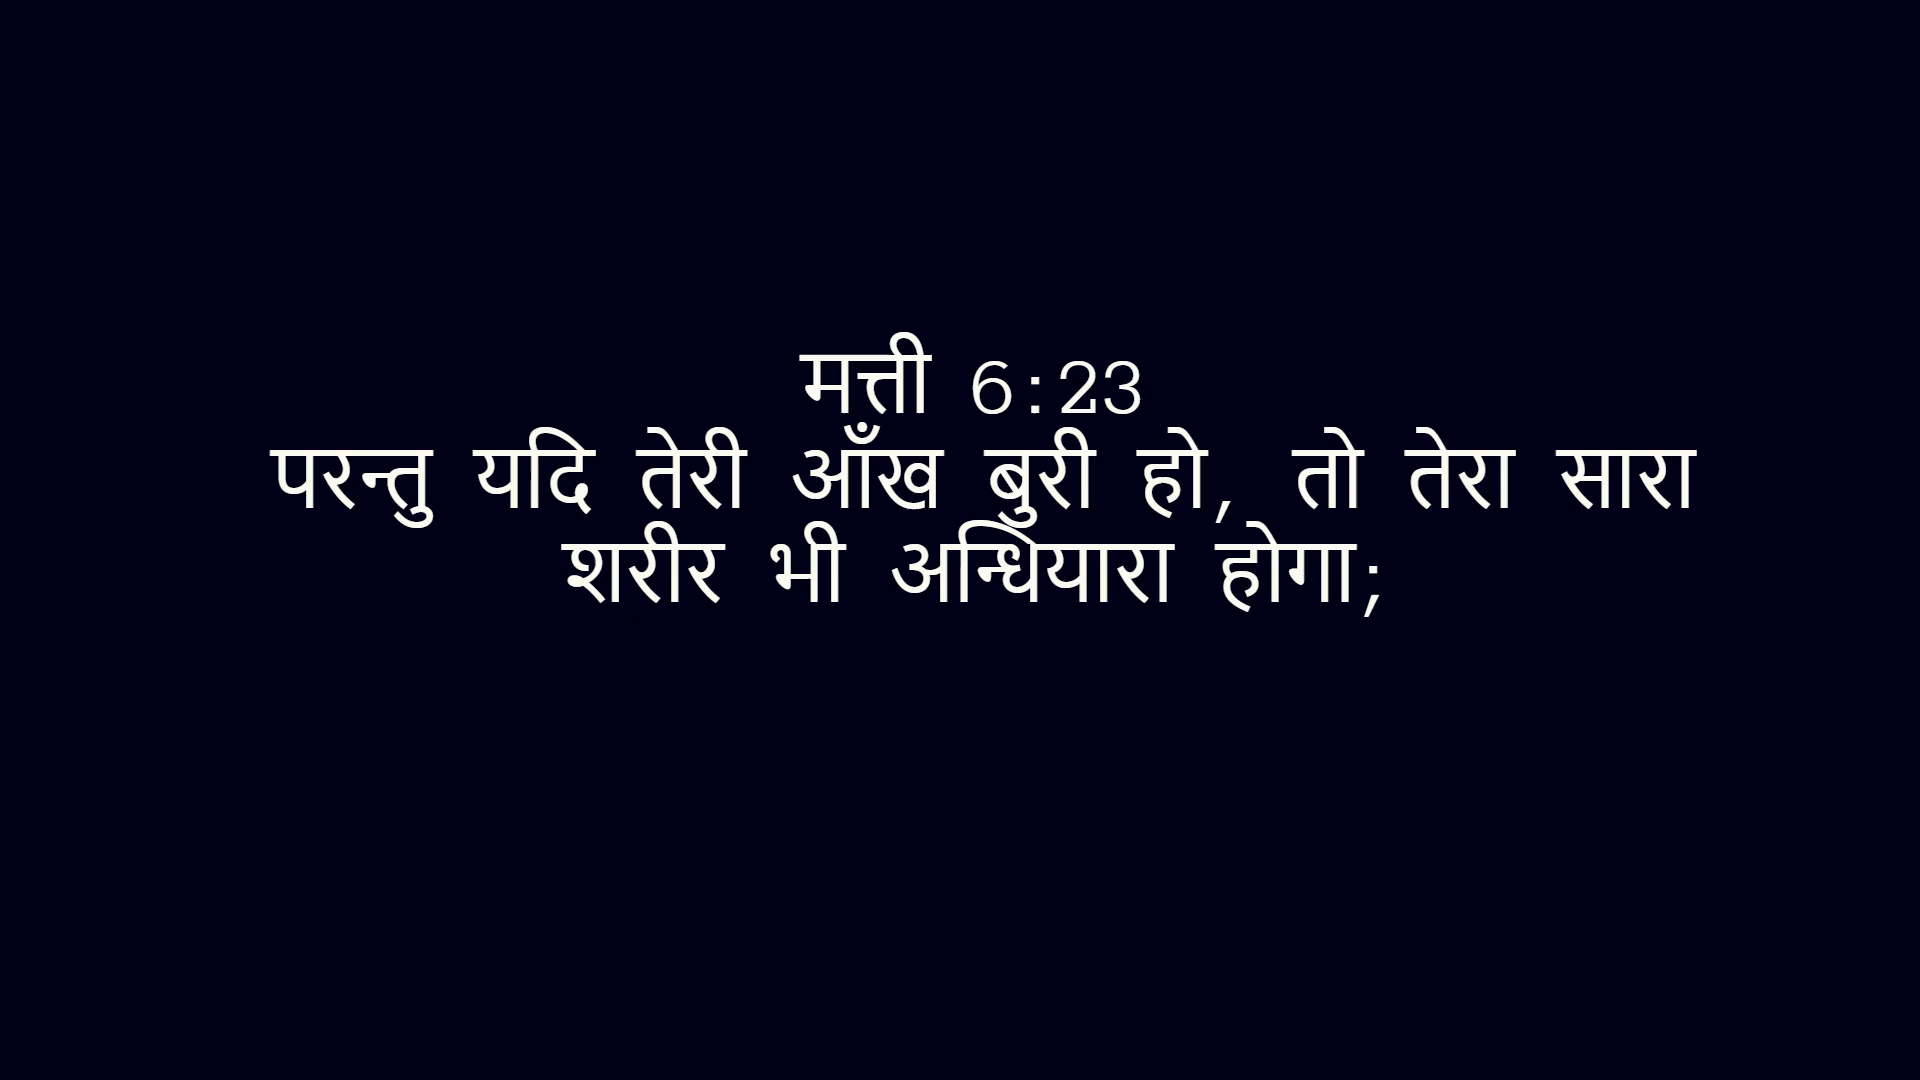 मत्ती 6:23
परन्तु यदि तेरी आँख बुरी हो, तो तेरा सारा
शरीर भी अन्धियारा होगा;